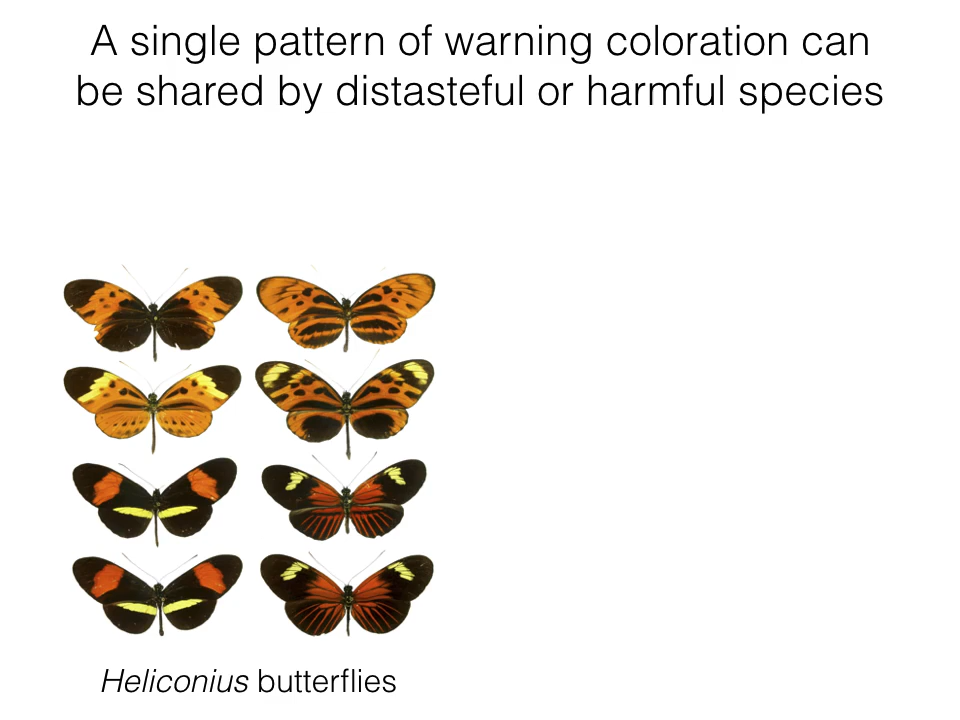 A single pattern of warning coloration can
be shared by distasteful or harmful species
Heliconius butterflies